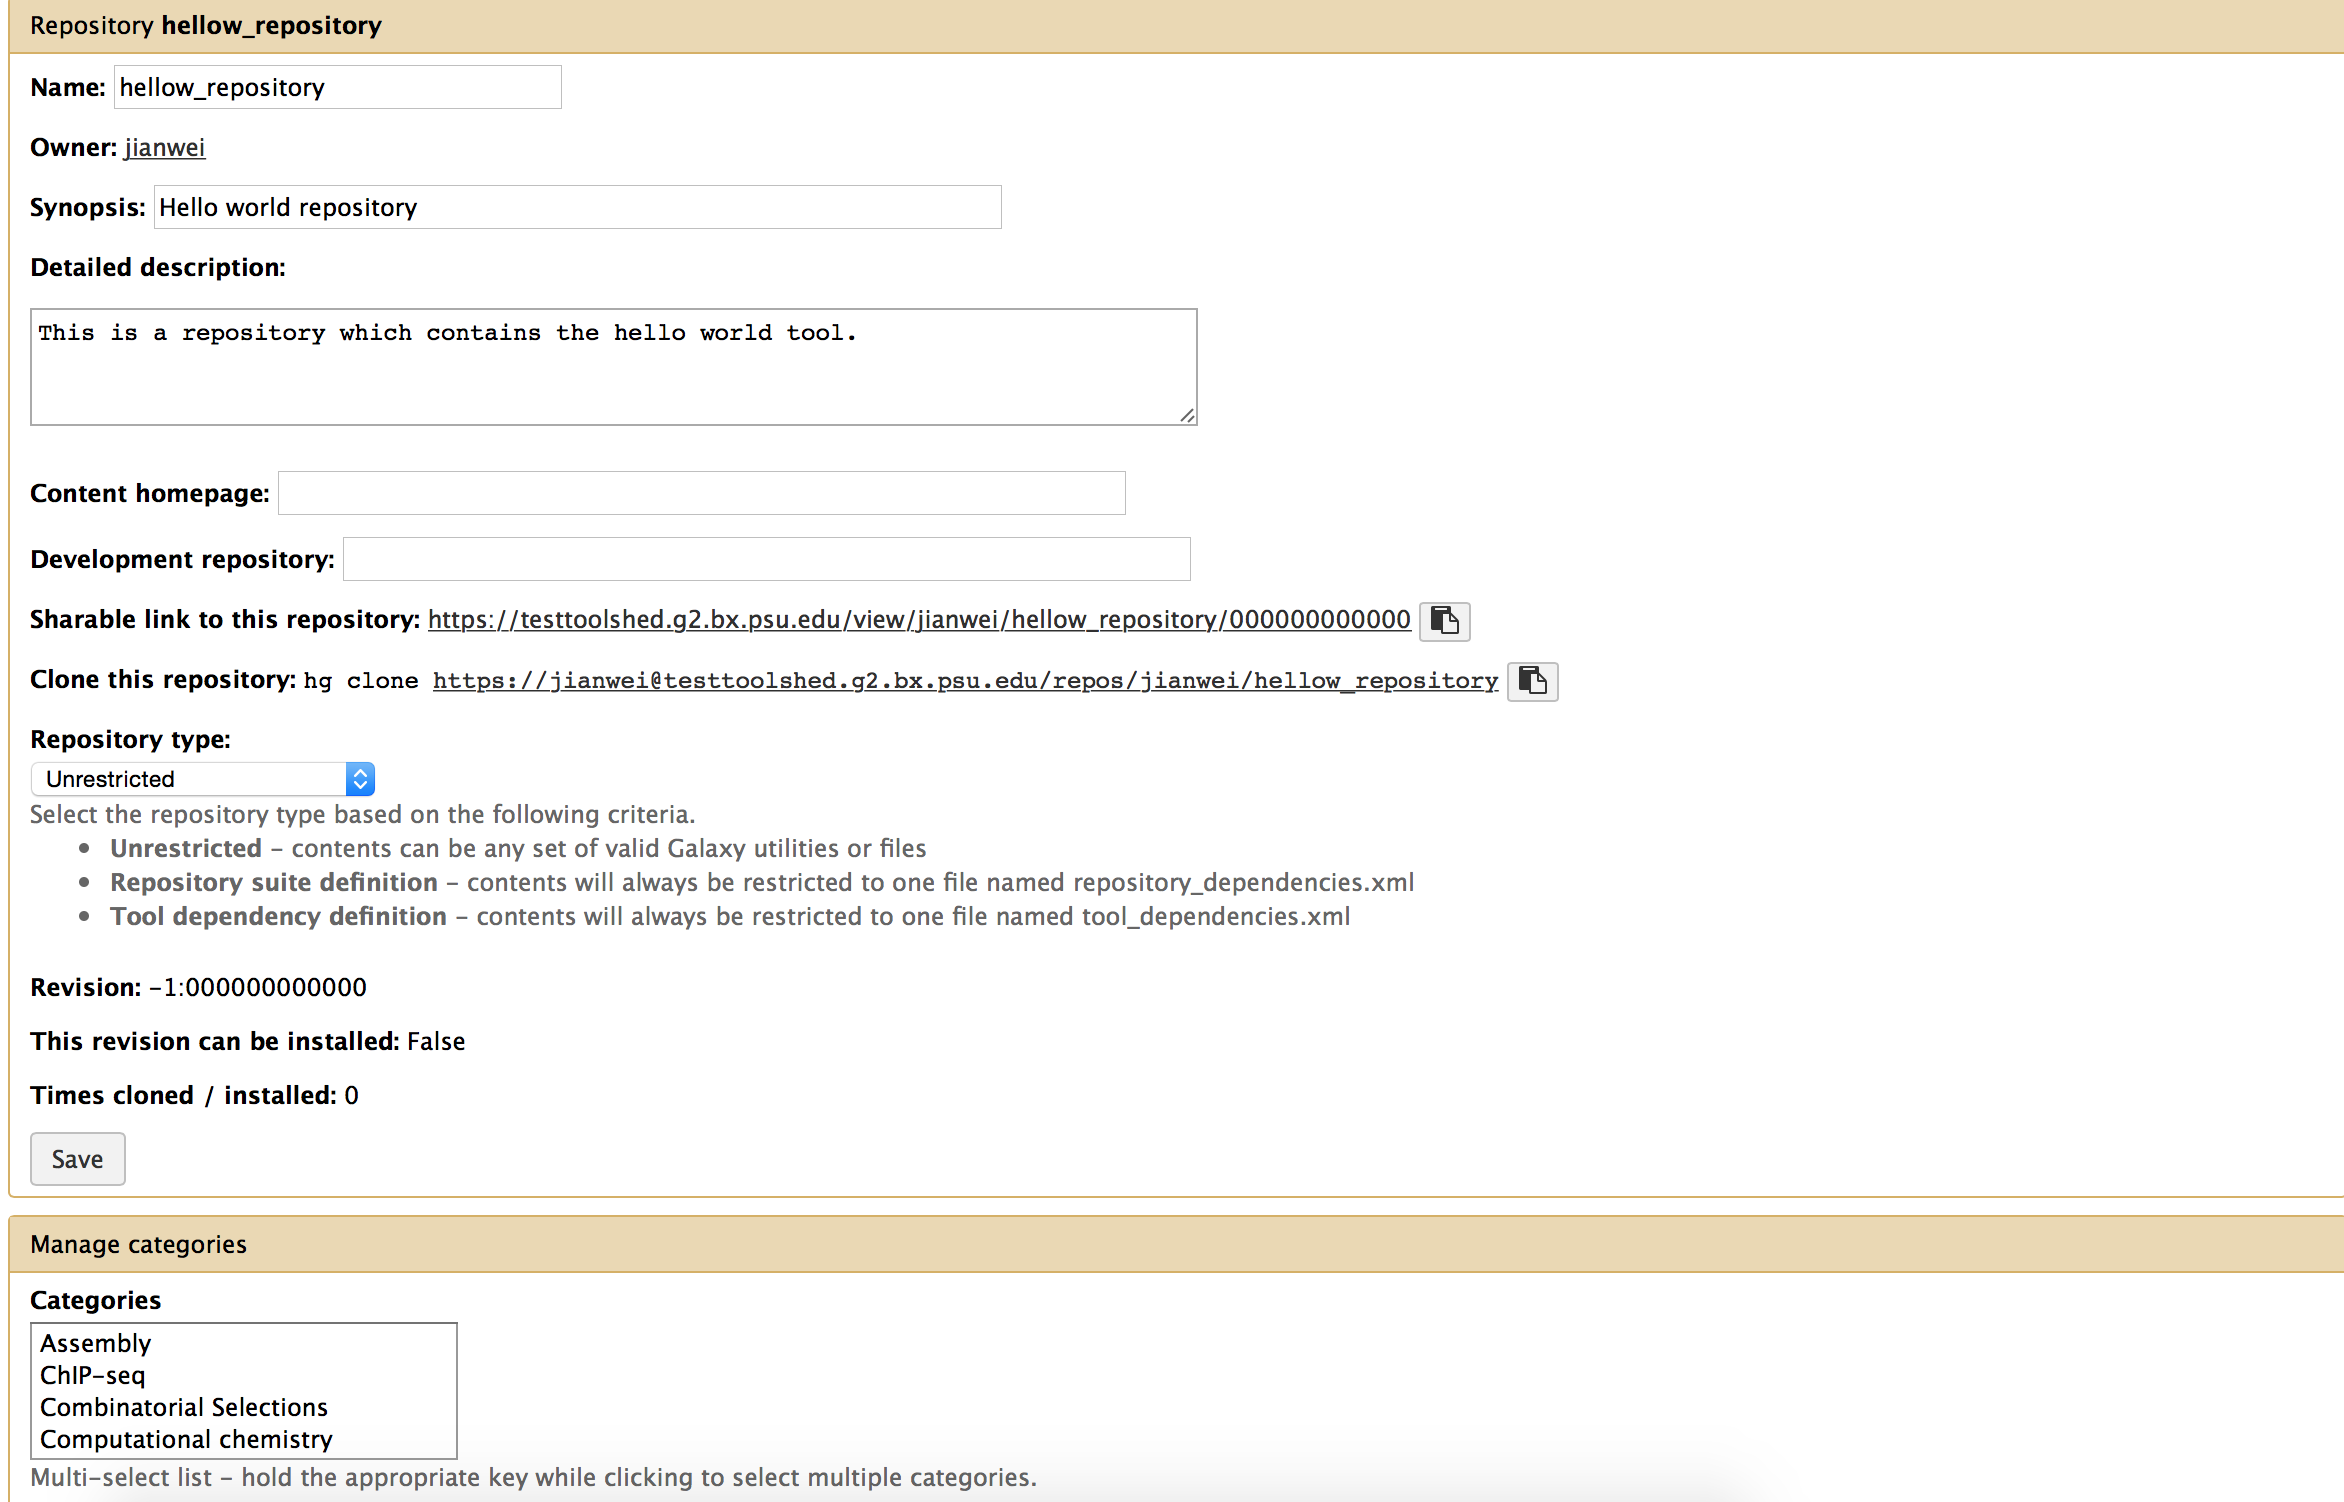 Repository hellow_repository
Name: hellow_repository
Owner: jianwei
Synopsis: Hello world repository
Detailed description:
This is a repository which contains the hello world tool.
Content homepage:
Development repository:
Sharable link to this repository: https://testtoolshed.g2.bx.psu.edu/view/jianwei/hellow_repository/000000000000
Clone this repository: hg clone https://jianwei@testtoolshed.g2.bx.psu.edu/repos/jianwei/hellow_repository
Repository type:
Unrestricted
Select the repository type based on the following criteria.
• Unrestricted – contents can be any set of valid Galaxy utilities or files
• Repository suite definition – contents will always be restricted to one file named repository_dependencies.xml
• Tool dependency definition – contents will always be restricted to one file named tool_dependencies.xml
Revision: -1:000000000000
This revision can be installed: False
Times cloned / installed: 0
Save
Manage categories
Categories
Assembly
ChIP-seq
Combinatorial Selections
Computational chemistry
Multi-select list – hold the appropriate key while clicking to select multiple categories.